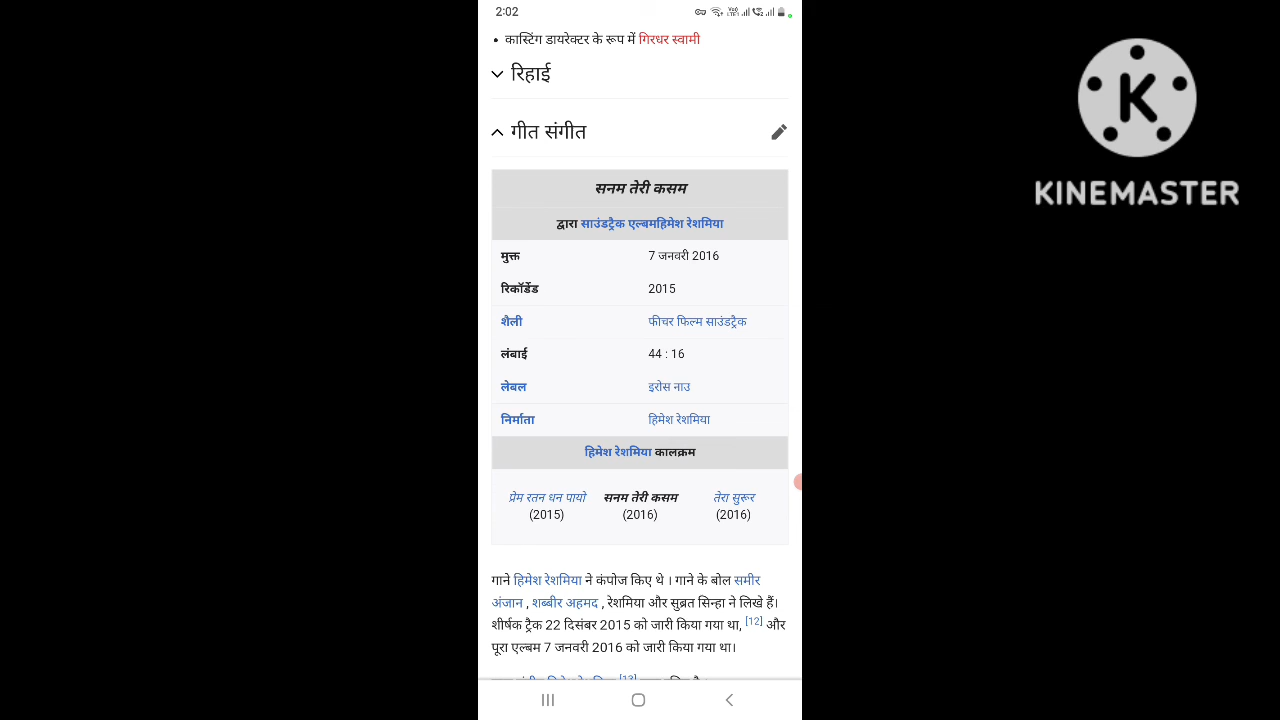 2:02
• कास्टिंग डायरेक्टर के रूप में गिरधर स्वामी
रिहाई
गीत संगीत
सनम तेरी कसम
द्वारा साउंडट्रैक एल्बमहिमेश रेशमिया
मुक्त 7 जनवरी 2016
रिकॉर्डेड 2015
शैली फीचर फिल्म साउंडट्रैक
लंबाई 44 : 16
लेबल इरोस नाउ
निर्माता हिमेश रेशमिया
हिमेश रेशमिया कालक्रम
प्रेम रतन धन पायो सनम तेरी कसम तेरा सुरूर
(2015) (2016) (2016)
गाने हिमेश रेशमिया ने कंपोज किए थे । गाने के बोल समीर
अंजान , शब्बीर अहमद , रेशमिया और सुब्रत सिन्हा ने लिखे हैं।
शीर्षक ट्रैक 22 दिसंबर 2015 को जारी किया गया था, [12] और
पूरा एल्बम 7 जनवरी 2016 को जारी किया गया था।
KINEMASTER